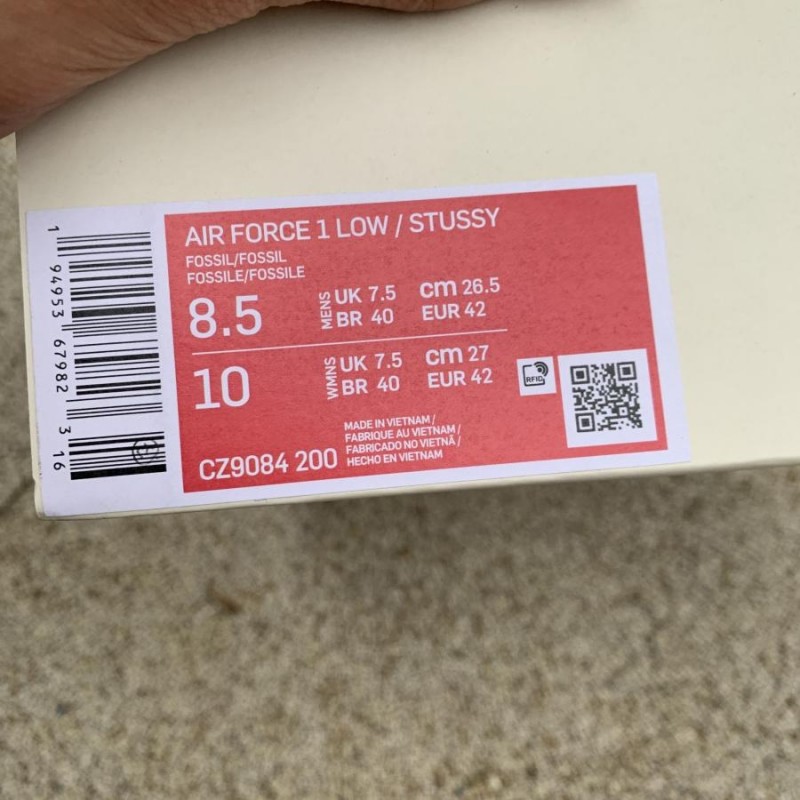 AIR FORCE 1 LOW / STUSSY
FOSSIL/FOSSIL
FOSSILE/FOSSILE
8.5
MENS
UK 7.5 cm 26.5
BR 40 EUR 42
10
WMNS
UK 7.5 cm 27
BR 40 EUR 42
RFID
CZ9084 200
MADE IN VIETNAM /
FABRIQUE AU VIETNAM /
FABRICADO NO VIETNÃ /
HECHO EN VIETNAM
1 94953 67982 3 16